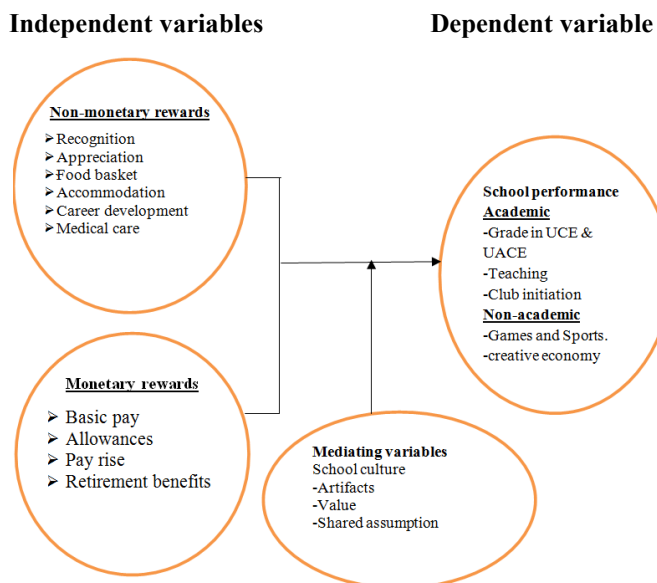 Independent variables
Dependent variable
Non-monetary rewards
➢ Recognition
➢ Appreciation
➢ Food basket
➢ Accommodation
➢ Career development
➢ Medical care
Monetary rewards
➢ Basic pay
➢ Allowances
➢ Pay rise
➢ Retirement benefits
Mediating variables
School culture
-Artifacts
-Value
-Shared assumption
School performance
Academic
-Grade in UCE &
UACE
-Teaching
-Club initiation
Non-academic
-Games and Sports.
-creative economy